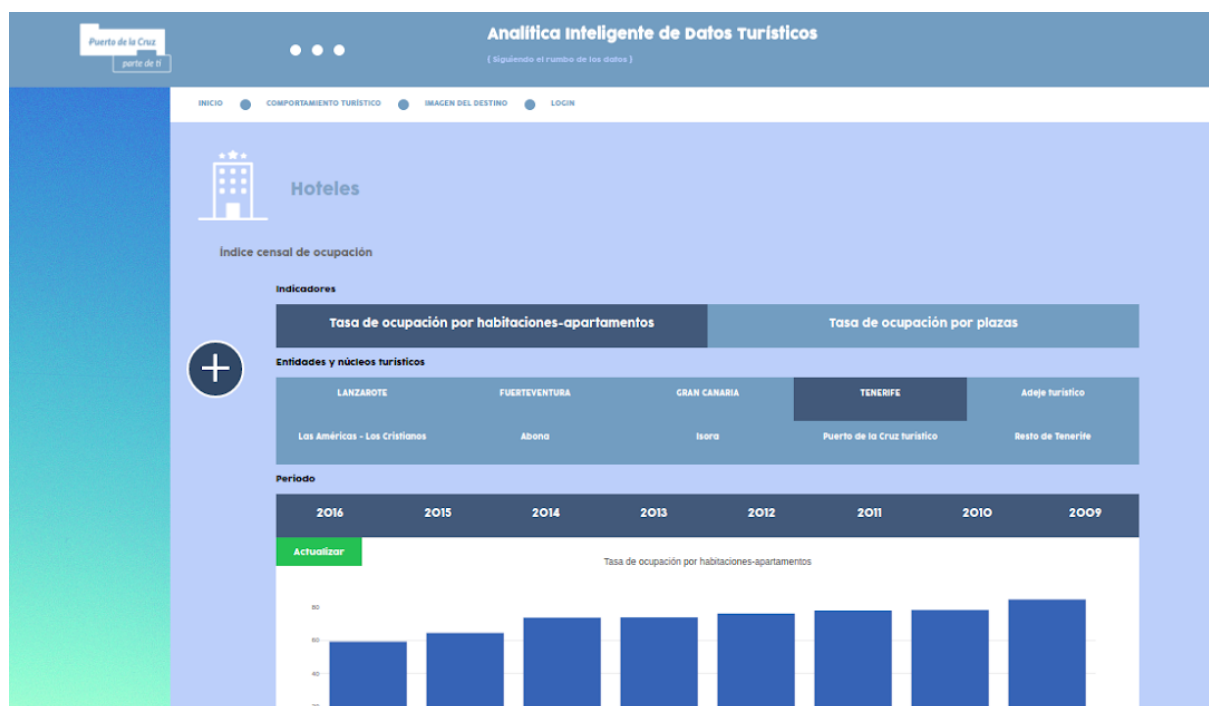 Puerto de la Cruz
parte de ti
Analítica Inteligente de Datos Turísticos
( Siguiendo el rumbo de los datos )
INICIO COMPORTAMIENTO TURÍSTICO IMAGEN DEL DESTINO LOGIN
Hoteles
Índice censal de ocupación
Indicadores
Tasa de ocupación por habitaciones-apartamentos Tasa de ocupación por plazas
Entidades y núcleos turísticos
LANZAROTE FUERTEVENTURA GRAN CANARIA TENERIFE Adeje turístico
Las Américas - Los Cristianos Abona Isora Puerto de la Cruz turístico Resto de Tenerife
Periodo
2016 2015 2014 2013 2012 2011 2010 2009
Actualizar
Tasa de ocupación por habitaciones-apartamentos
80
60
40